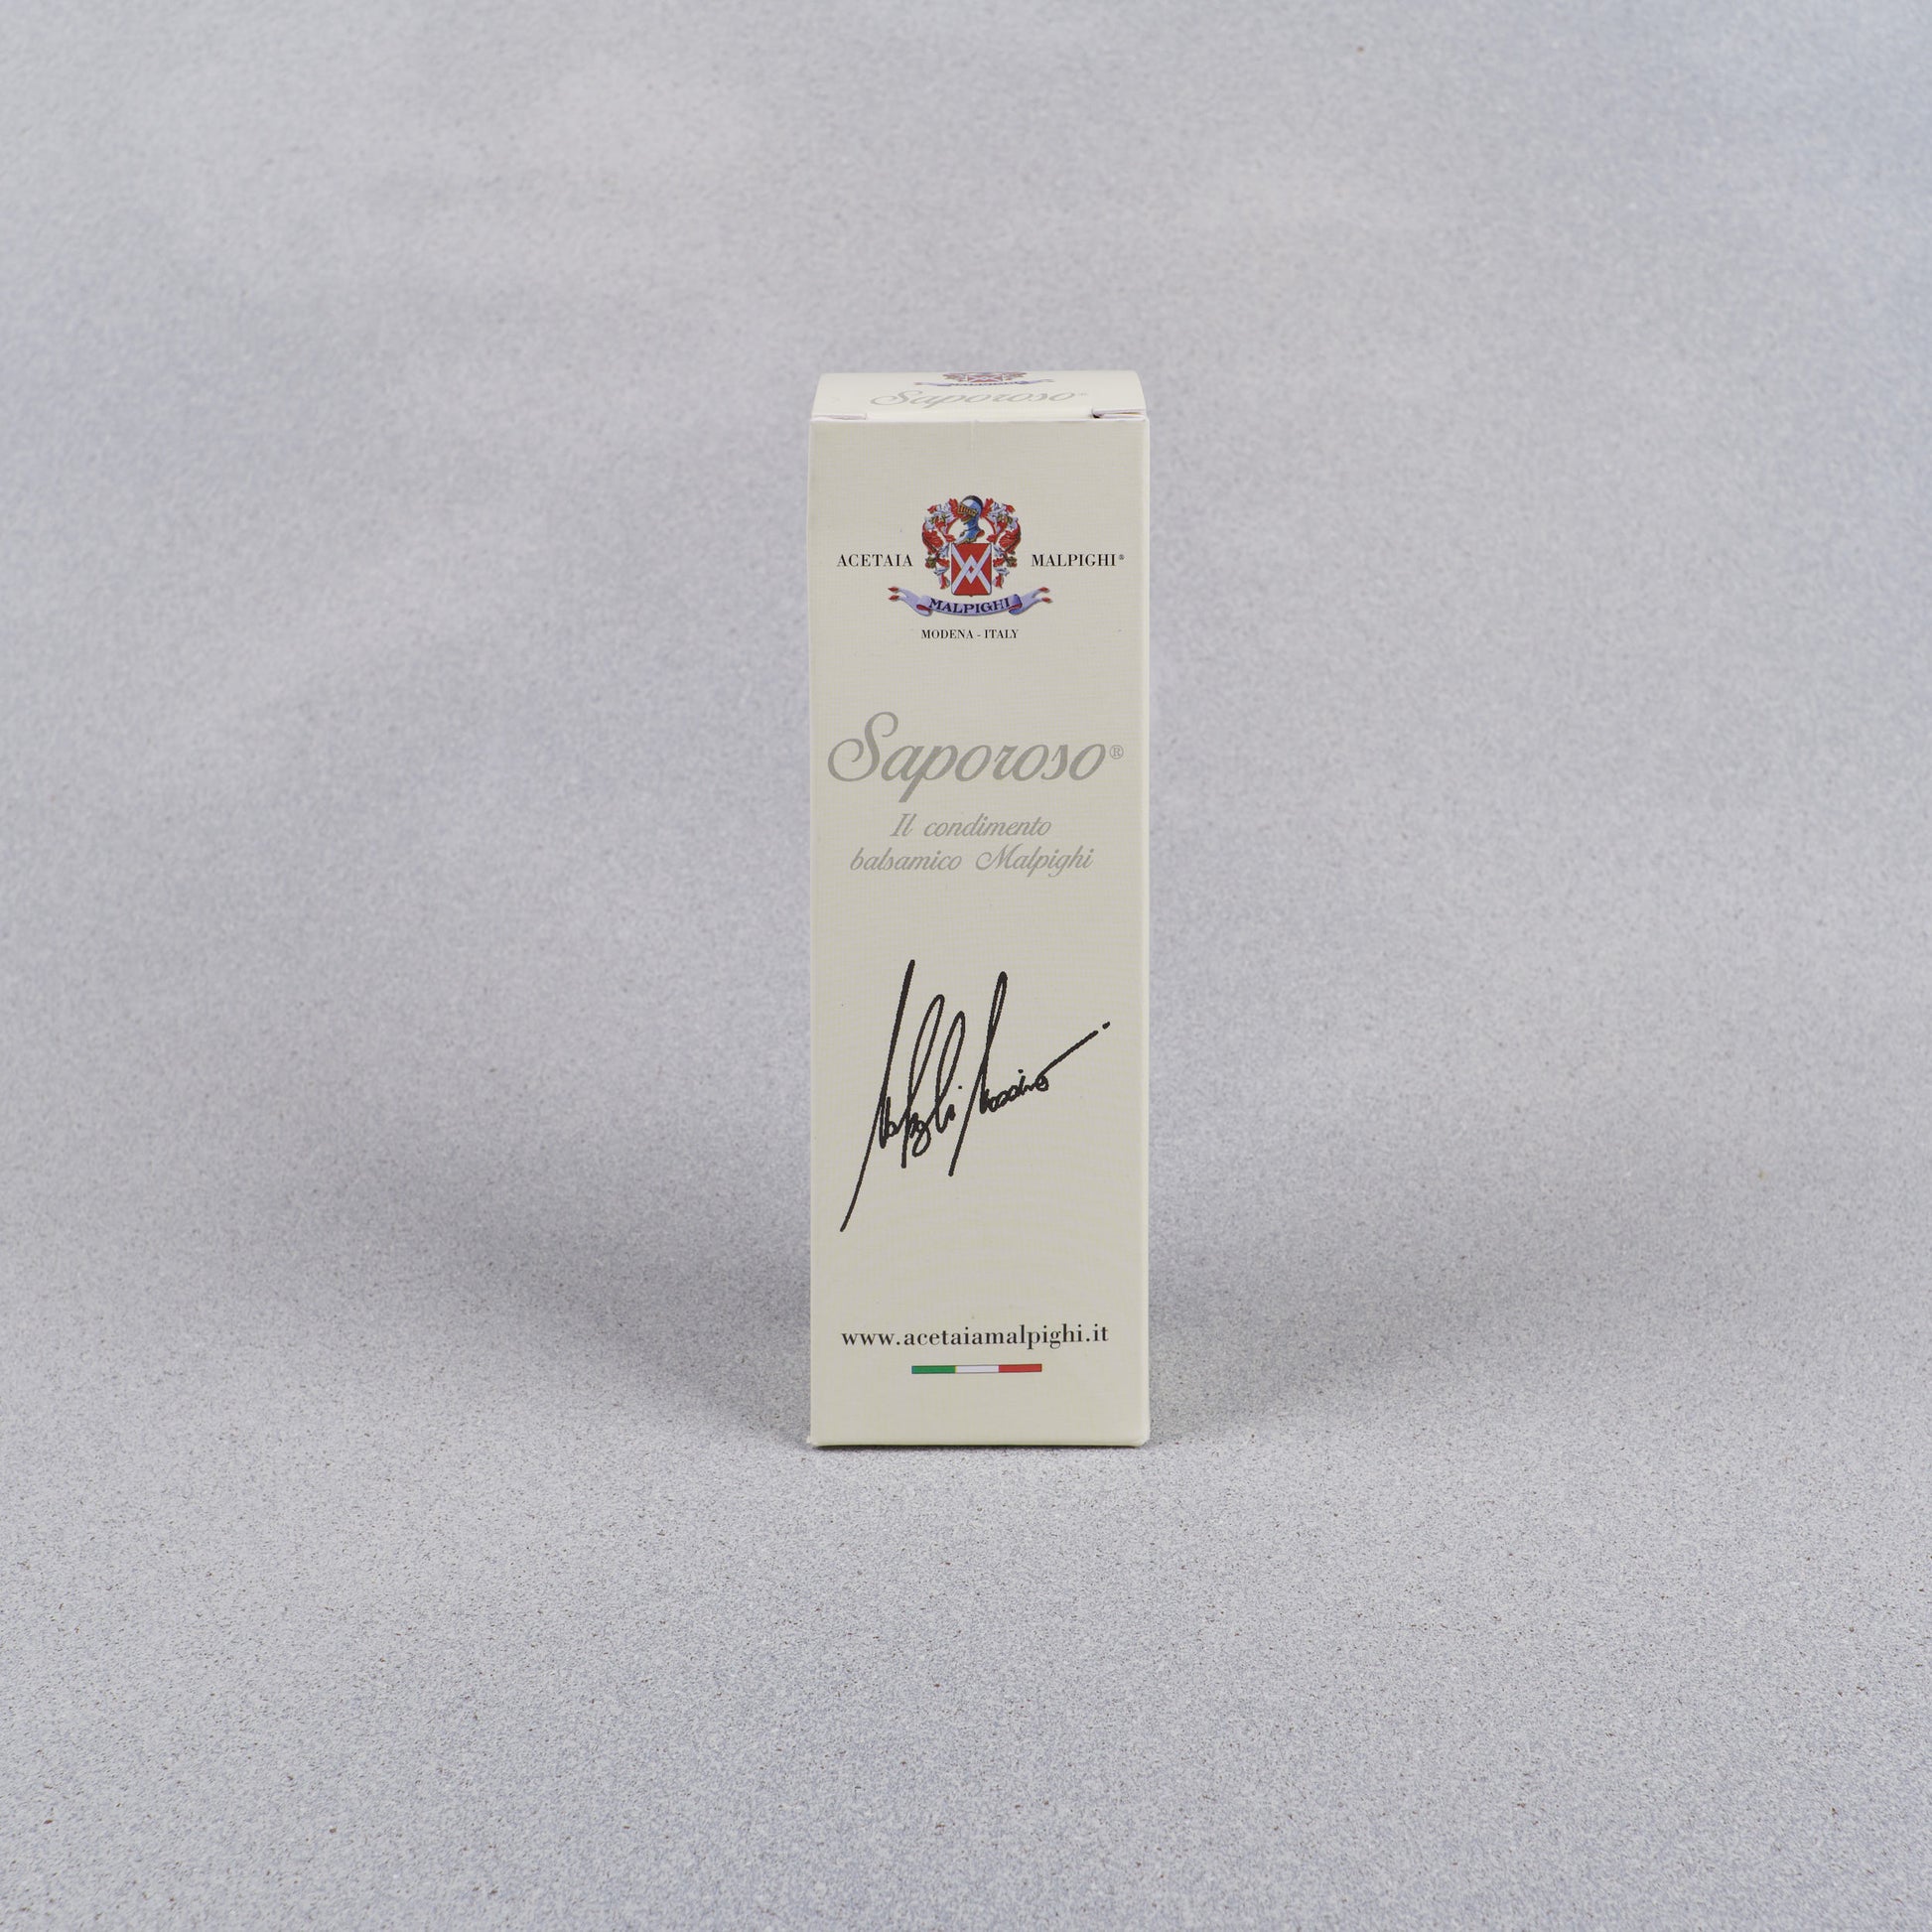 Saporoso
ACETAIA MALPIGHI®
MALPIGHI
MODENA - ITALY
Saporoso®
Il condimento
balsamico Malpighi
www.acetaiamalpighi.it